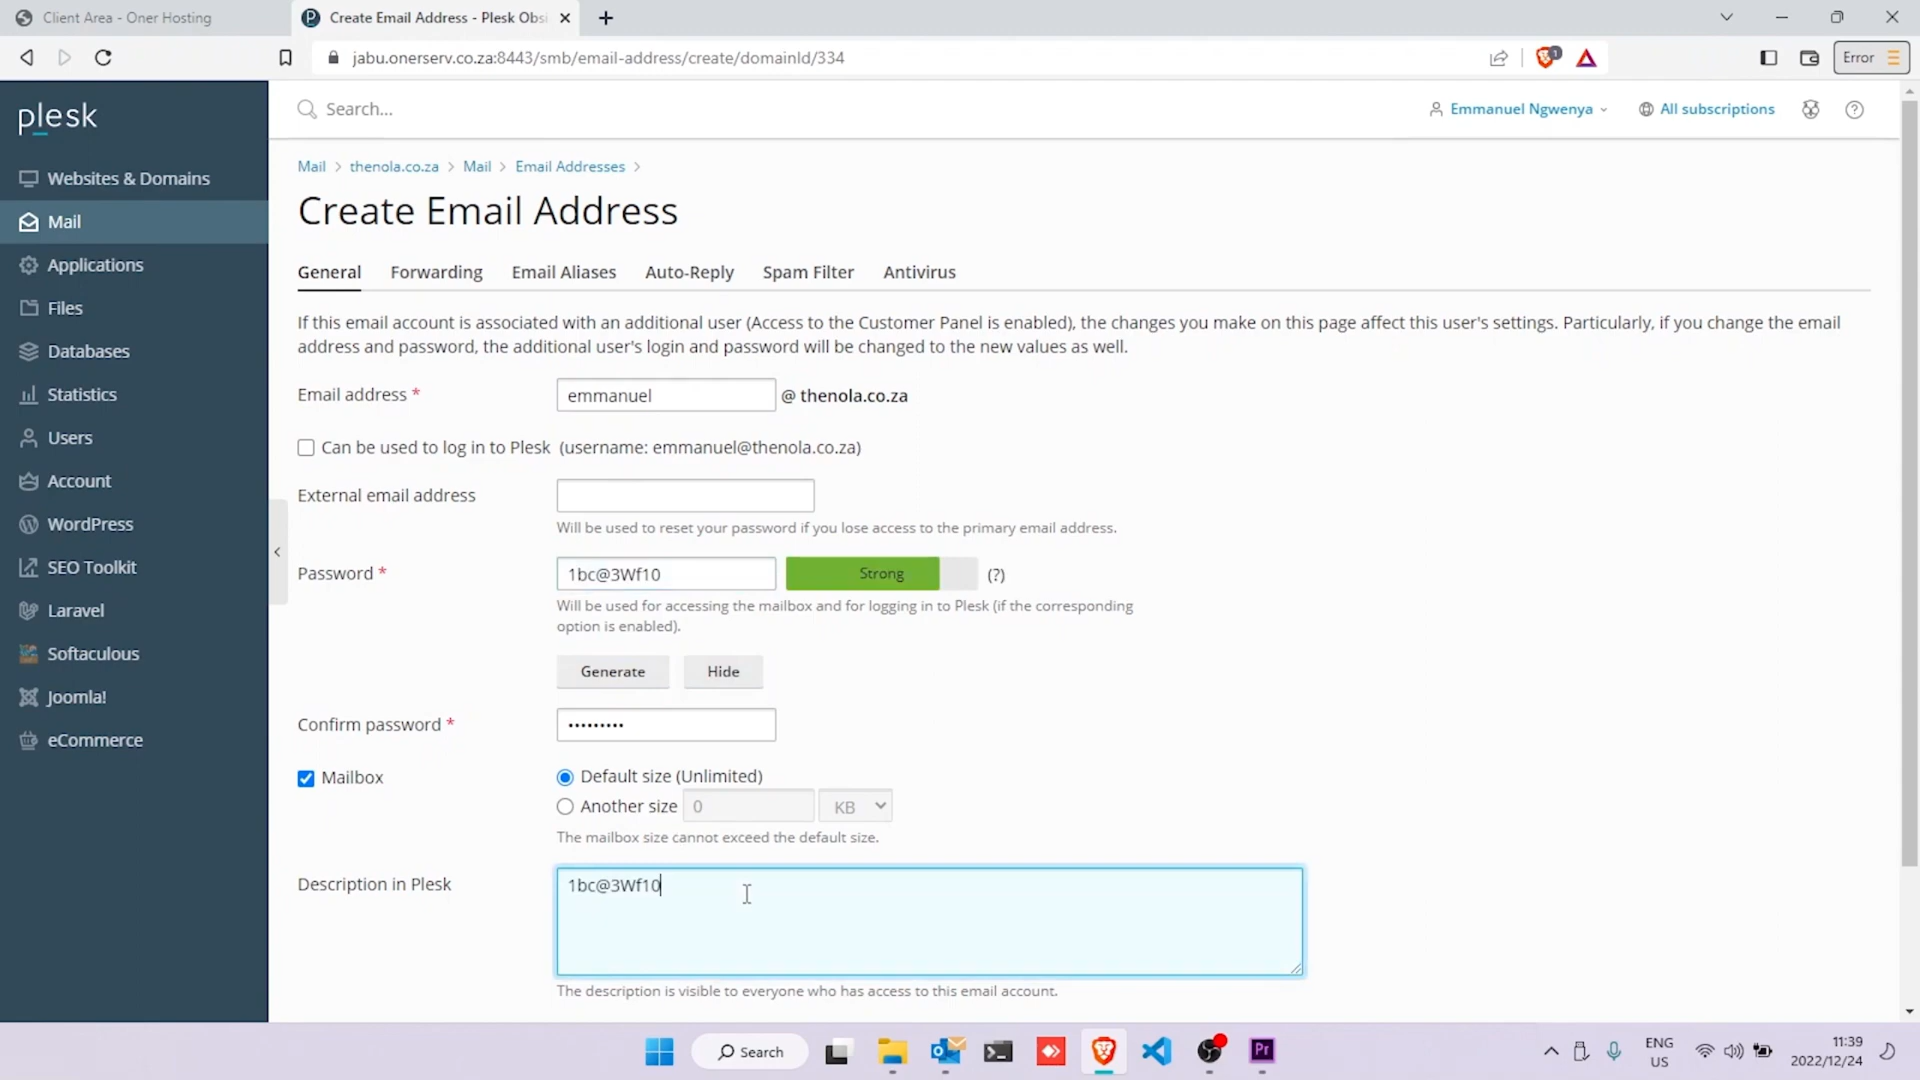 Client Area - Oner Hosting
Create Email Address - Plesk Obsi
jabu.onerserv.co.za:8443/smb/email-address/create/domainId/334
1
Error
plesk
Search...
Emmanuel Ngwenya
All subscriptions
Websites & Domains
Mail
Applications
Files
Databases
Statistics
Users
Account
WordPress
SEO Toolkit
Laravel
Softaculous
Joomla!
eCommerce
Mail > thenola.co.za > Mail > Email Addresses >
Create Email Address
General Forwarding Email Aliases Auto-Reply Spam Filter Antivirus
If this email account is associated with an additional user (Access to the Customer Panel is enabled), the changes you make on this page affect this user's settings. Particularly, if you change the email
address and password, the additional user's login and password will be changed to the new values as well.
Email address * emmanuel @ thenola.co.za
Can be used to log in to Plesk (username: emmanuel@thenola.co.za)
External email address
Will be used to reset your password if you lose access to the primary email address.
Password * 1bc@3Wf10 Strong (?)
Will be used for accessing the mailbox and for logging in to Plesk (if the corresponding
option is enabled).
Generate Hide
Confirm password * •••••••••
Mailbox Default size (Unlimited)
Another size 0 KB
The mailbox size cannot exceed the default size.
Description in Plesk 1bc@3Wf10
The description is visible to everyone who has access to this email account.
Search
Pr
ENG
US
11:39
2022/12/24